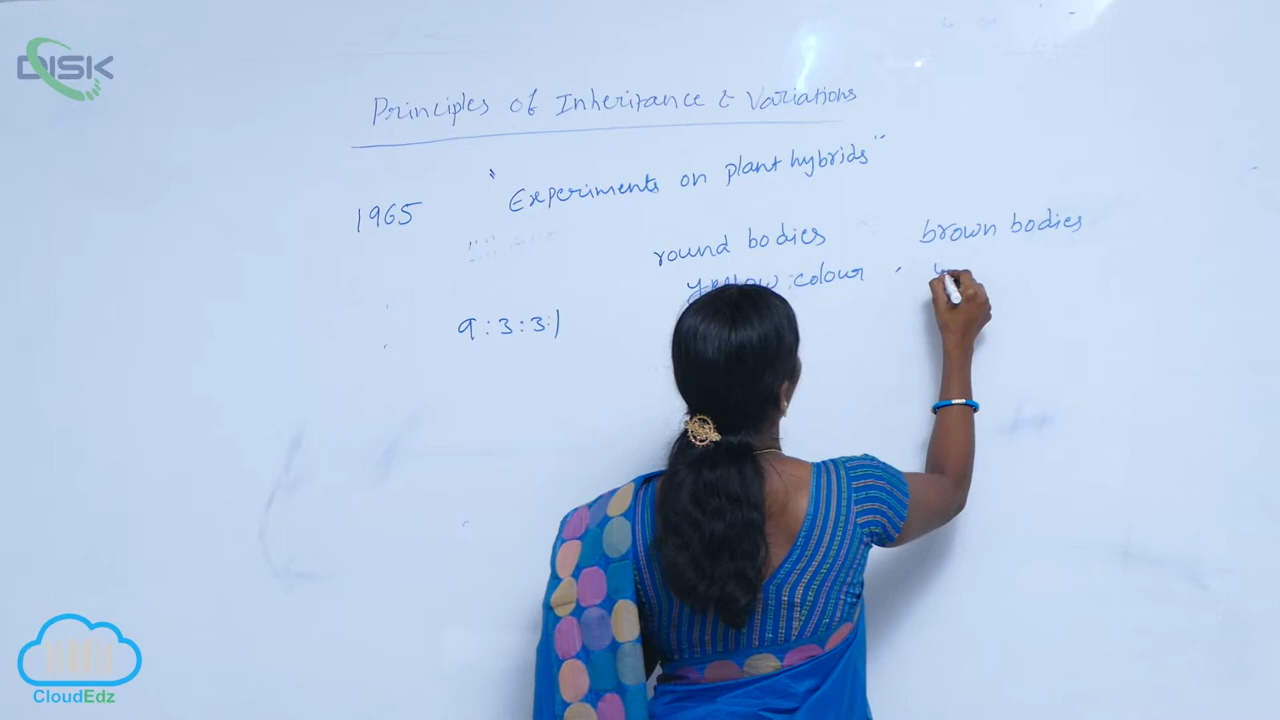 DISK
Principles of Inheritance & Variations
"Experiments on plant hybrids"
1965
round bodies brown bodies
yellow colour
9:3:3:1
CloudEdz